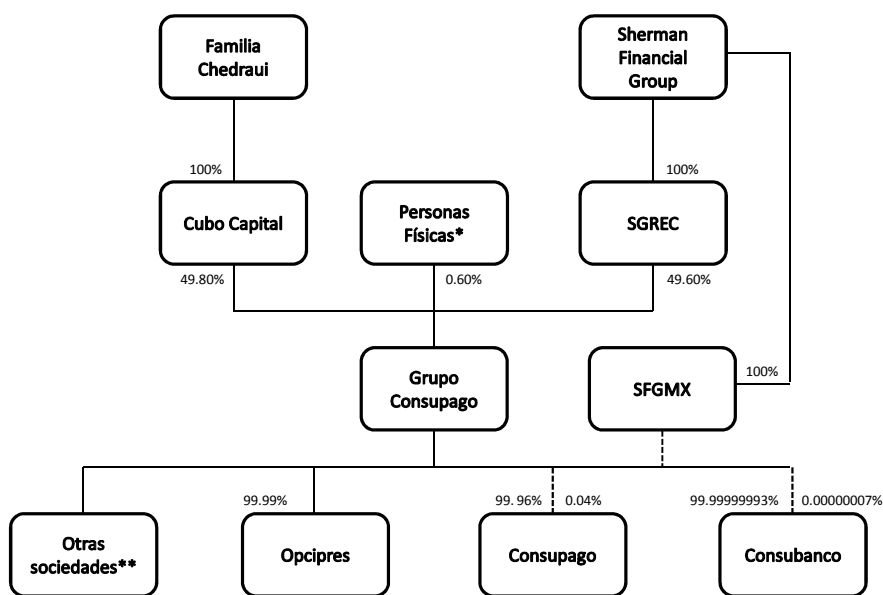 Familia
Chedraui
Sherman
Financial
Group
100%
100%
Cubo Capital
Personas
Físicas*
SGREC
49.80%
0.60%
49.60%
Grupo
Consupago
SFGMX
100%
99.99%
99. 96%
0.04%
99.99999993%
0.00000007%
Otras
sociedades**
Opcipres
Consupago
Consubanco